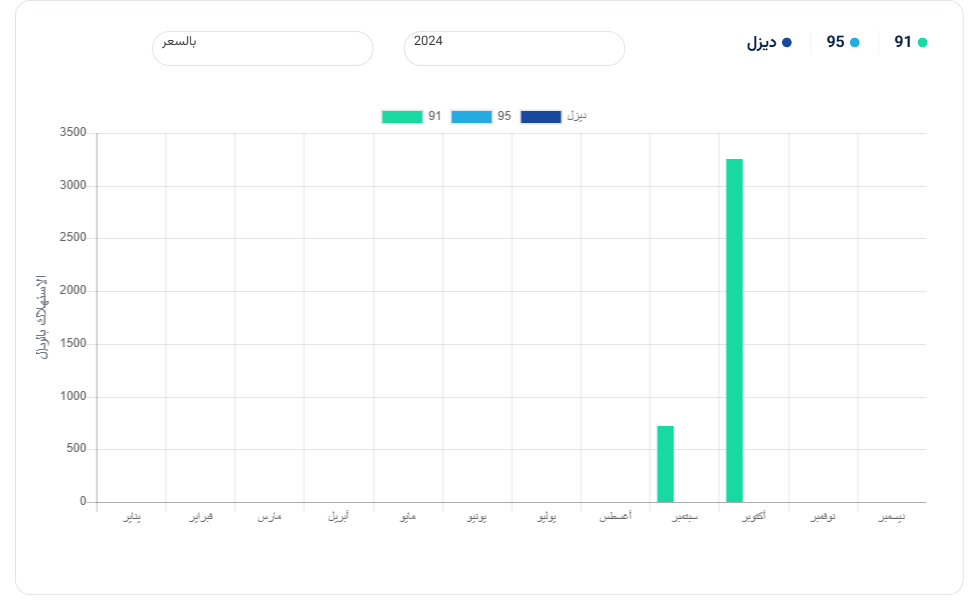 91
95
ديزل
2024
بالسعر
91
95
ديزل
3500
3000
2500
2000
1500
1000
500
0
الاستهلاك بالريال
يناير
فبراير
مارس
أبريل
مايو
يونيو
يوليو
أغسطس
سبتمبر
أكتوبر
نوفمبر
ديسمبر